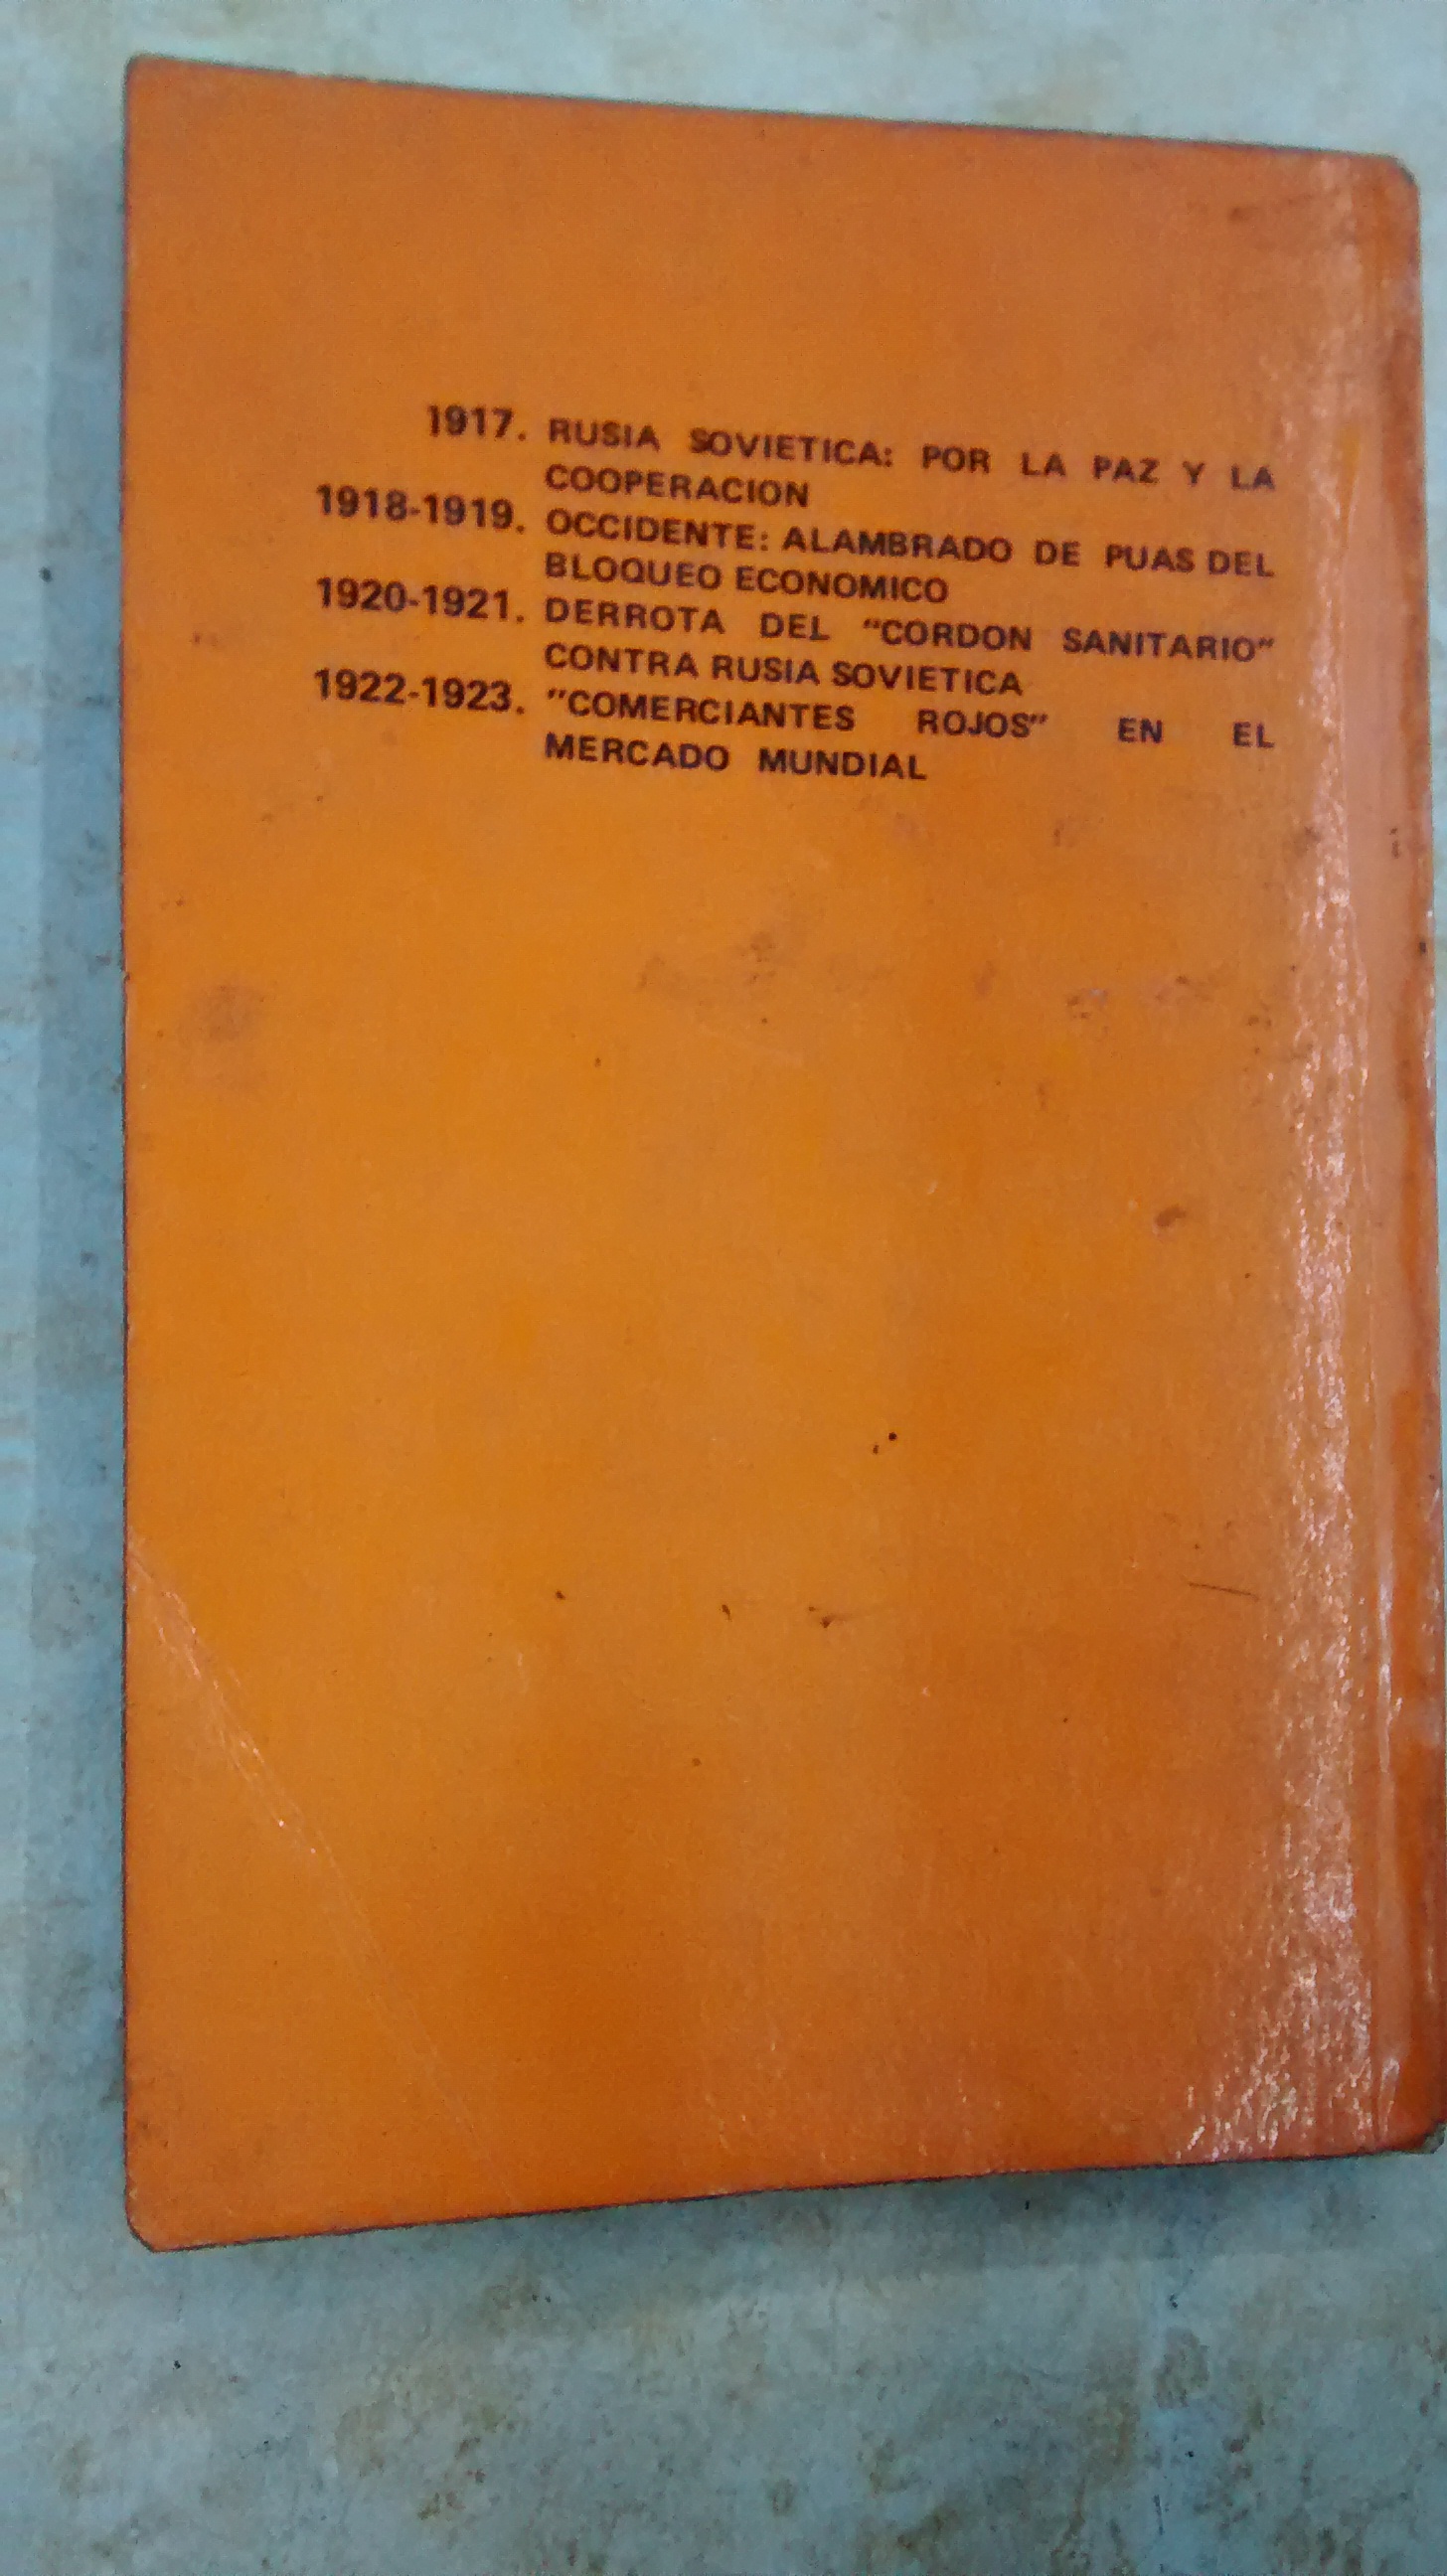 1917. RUSIA SOVIETICA: POR LA PAZ Y LA
COOPERACION
1918-1919. OCCIDENTE: ALAMBRADO DE PUAS DEL
BLOQUEO ECONOMICO
1920-1921. DERROTA DEL "CORDON SANITARIO"
CONTRA RUSIA SOVIETICA
1922-1923. "COMERCIANTES ROJOS" EN EL
MERCADO MUNDIAL